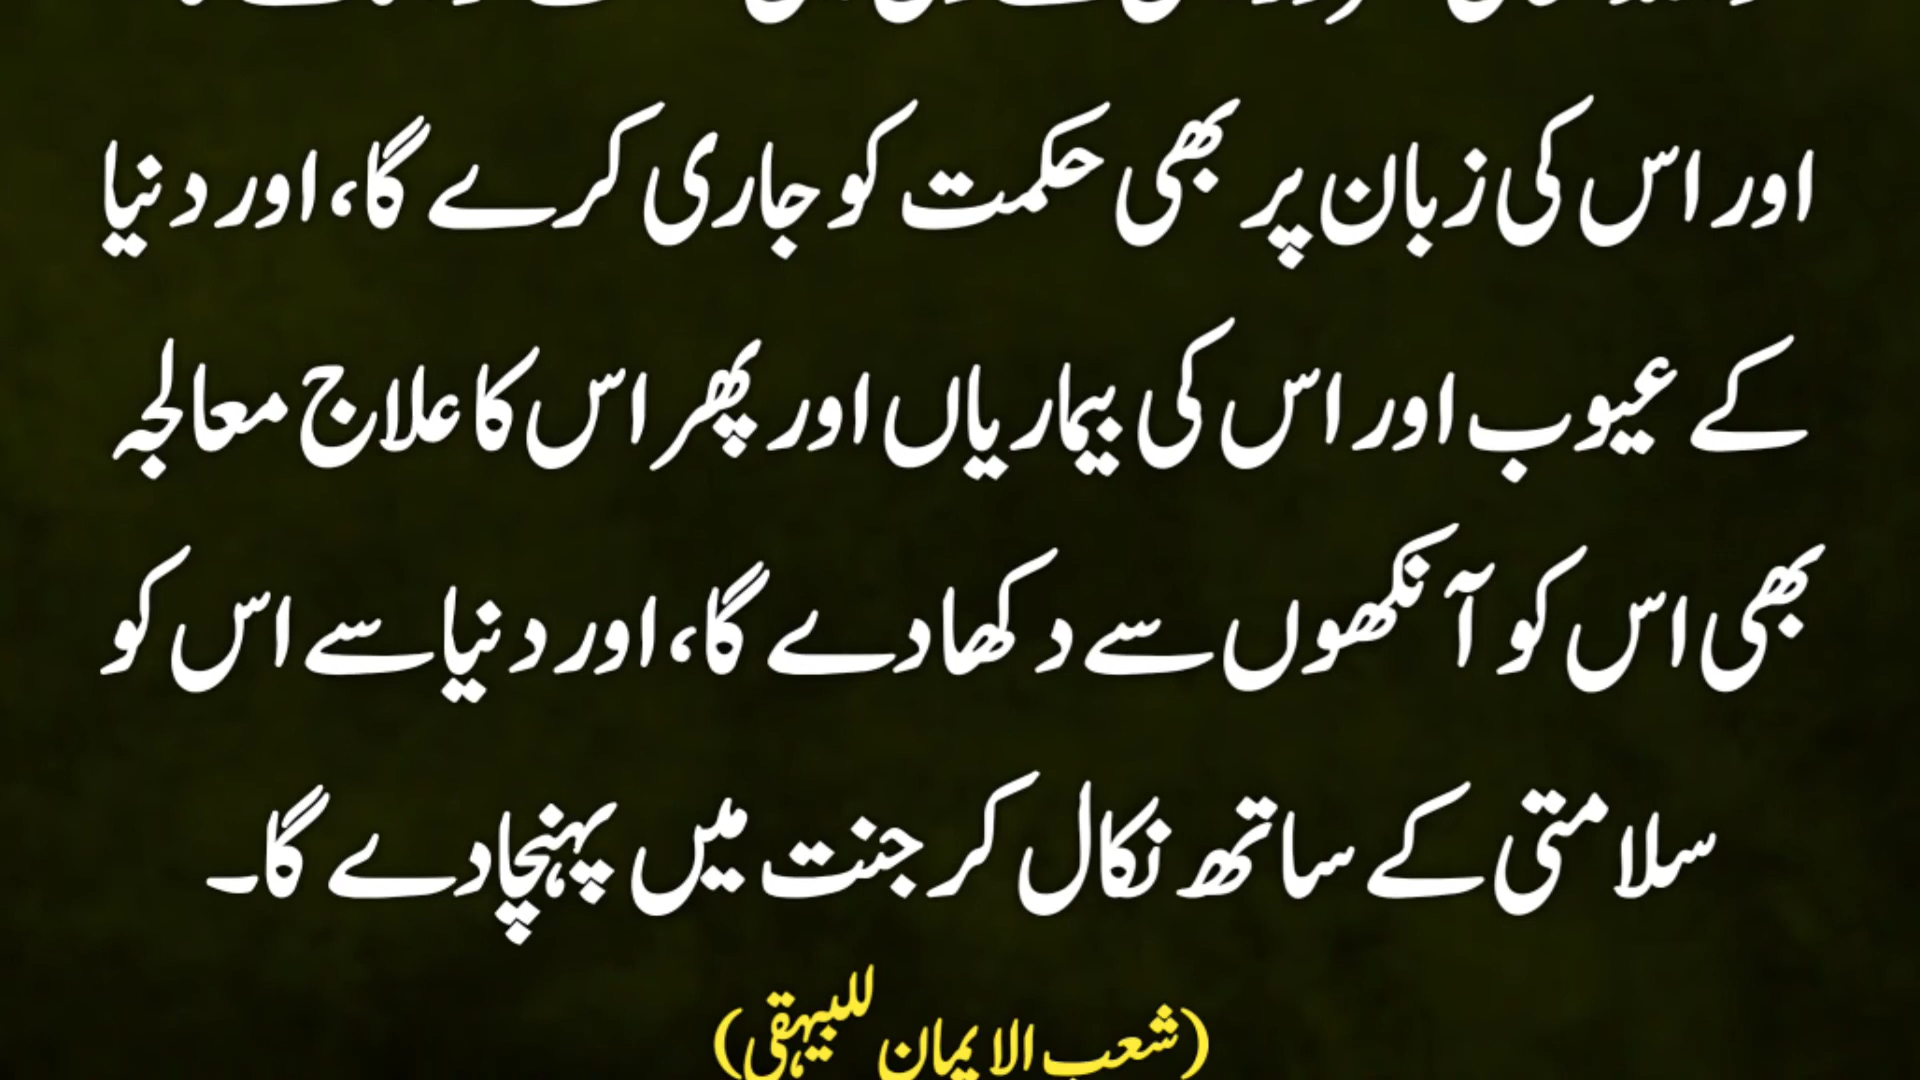 اور اس کی زبان پر بھی حکمت کو جاری کرے گا، اور دنیا
کے عیوب اور اس کی بیماریاں اور پھر اس کا علاج معالجہ
بھی اس کو آنکھوں سے دکھا دے گا، اور دنیا سے اس کو
سلامتی کے ساتھ نکال کر جنت میں پہنچا دے گا۔
(شعب الایمان للبیہقی)